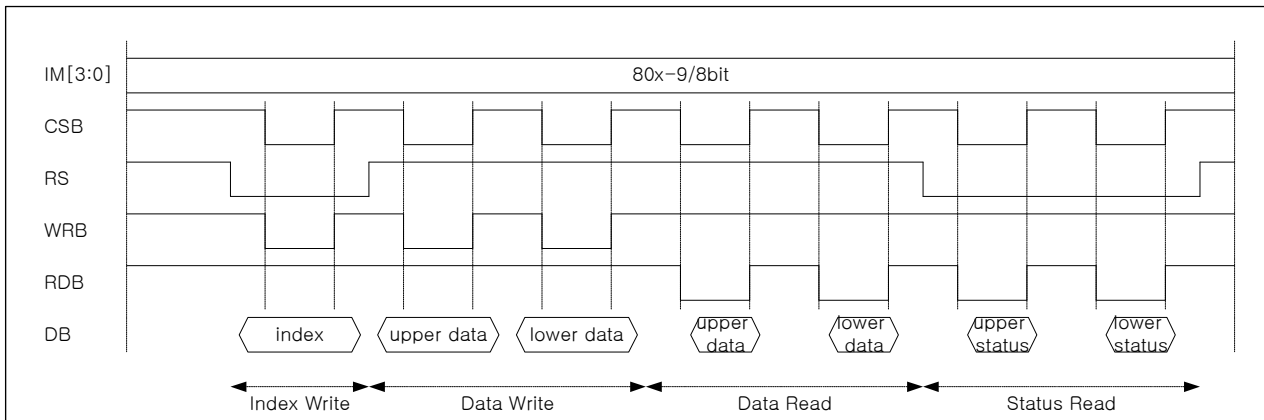 IM[3:0]
80x-9/8bit
CSB
RS
WRB
RDB
DB
index
upper data
lower data
upper
data
lower
data
upper
status
lower
status
Index Write
Data Write
Data Read
Status Read